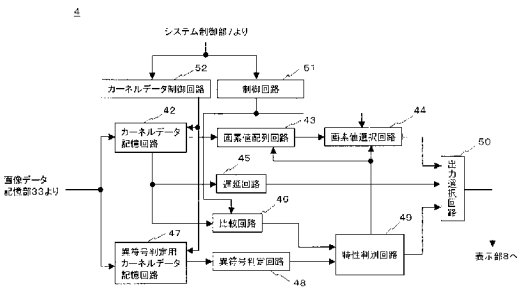 4
システム制御部7より
52
カーネルデータ制御回路
51
制御回路
42
カーネルデータ
記憶回路
43
画素値配列回路
44
画素値選択回路
50
出力選択回路
画像データ
記憶部33より
45
遅延回路
46
比較回路
47
異符号判定用
カーネルデータ
記憶回路
異符号判定回路
48
49
特性判別回路
表示部8へ